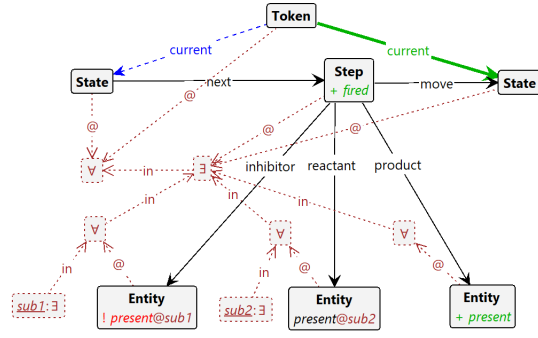 Token
current
current
State
next
Step
+ fired
move
State
@
@
@
@
∀
in
∃
inhibitor
reactant
product
in
in
in
∀
∀
∀
in
@
in
@
@
sub1:∃
Entity
! present@sub1
sub2:∃
Entity
present@sub2
Entity
+ present